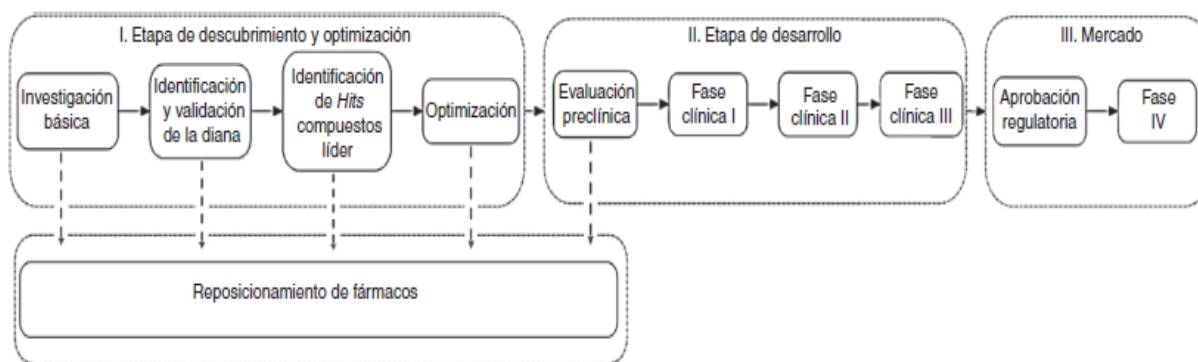 I. Etapa de descubrimiento y optimización
Investigación
básica
Identificación
y validación
de la diana
Identificación
de Hits
compuestos
líder
Optimización
II. Etapa de desarrollo
Evaluación
preclínica
Fase
clínica I
Fase
clínica II
Fase
clínica III
III. Mercado
Aprobación
regulatoria
Fase
IV
Reposicionamiento de fármacos